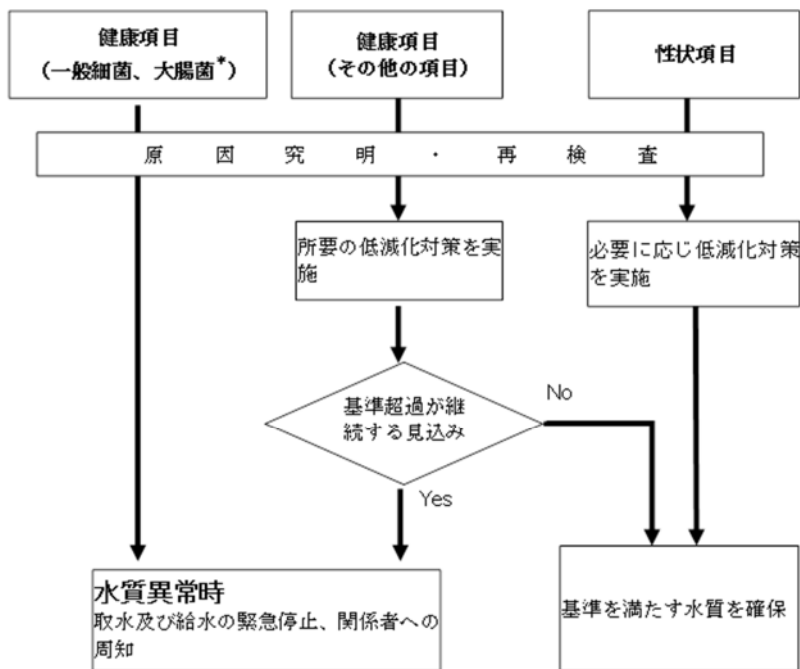 健康項目
（一般細菌、大腸菌*）
健康項目
（その他の項目）
性状項目
原因究明・再検査
所要の低減化対策を実
施
必要に応じ低減化対策
を実施
基準超過が継
続する見込み
No
Yes
水質異常時
取水及び給水の緊急停止、関係者への
周知
基準を満たす水質を確保